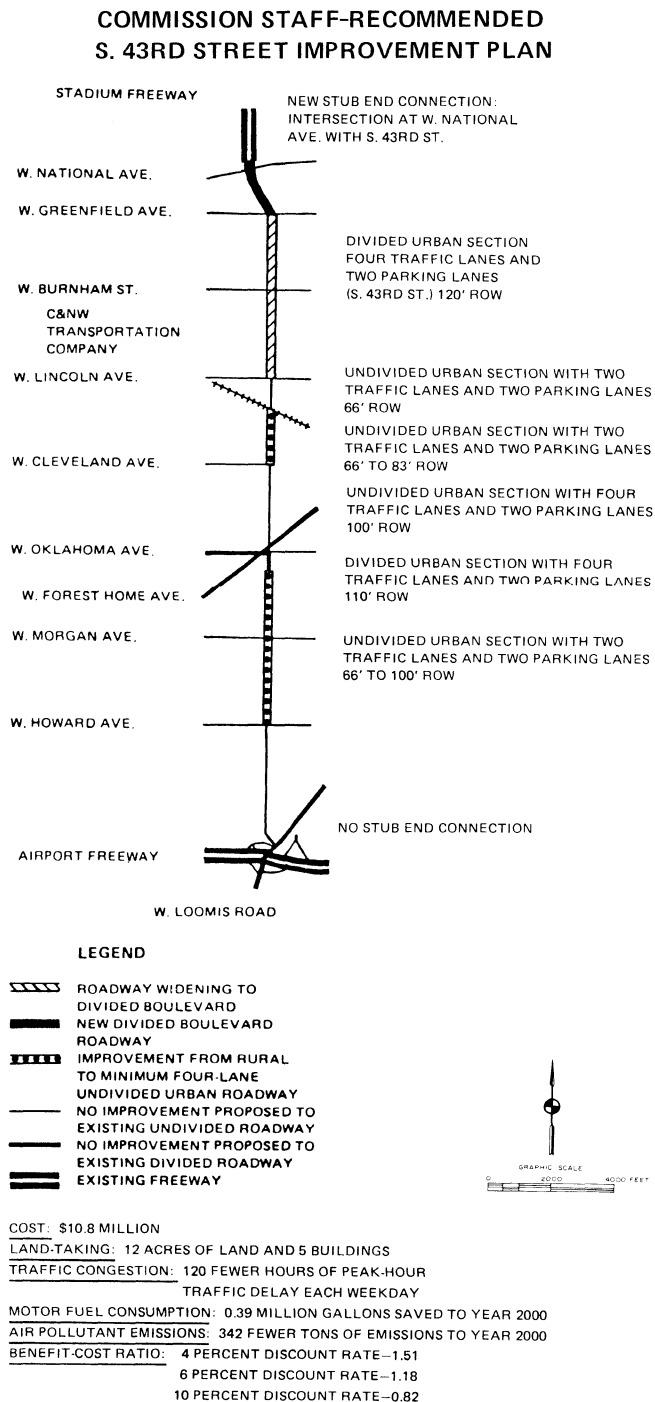 COMMISSION STAFF-RECOMMENDED
S. 43RD STREET IMPROVEMENT PLAN
STADIUM FREEWAY
NEW STUB END CONNECTION:
INTERSECTION AT W. NATIONAL
AVE. WITH S. 43RD ST.
W. NATIONAL AVE.
W. GREENFIELD AVE.
DIVIDED URBAN SECTION
FOUR TRAFFIC LANES AND
TWO PARKING LANES
(S. 43RD ST.) 120' ROW
W. BURNHAM ST.
C&NW
TRANSPORTATION
COMPANY
W. LINCOLN AVE.
UNDIVIDED URBAN SECTION WITH TWO
TRAFFIC LANES AND TWO PARKING LANES
66' ROW
UNDIVIDED URBAN SECTION WITH TWO
TRAFFIC LANES AND TWO PARKING LANES
66' TO 83' ROW
W. CLEVELAND AVE.
UNDIVIDED URBAN SECTION WITH FOUR
TRAFFIC LANES AND TWO PARKING LANES
100' ROW
W. OKLAHOMA AVE.
DIVIDED URBAN SECTION WITH FOUR
TRAFFIC LANES AND TWO PARKING LANES
110' ROW
W. FOREST HOME AVE.
W. MORGAN AVE.
UNDIVIDED URBAN SECTION WITH TWO
TRAFFIC LANES AND TWO PARKING LANES
66' TO 100' ROW
W. HOWARD AVE.
NO STUB END CONNECTION
AIRPORT FREEWAY
W. LOOMIS ROAD
LEGEND
ROADWAY WIDENING TO
DIVIDED BOULEVARD
NEW DIVIDED BOULEVARD
ROADWAY
IMPROVEMENT FROM RURAL
TO MINIMUM FOUR-LANE
UNDIVIDED URBAN ROADWAY
NO IMPROVEMENT PROPOSED TO
EXISTING UNDIVIDED ROADWAY
NO IMPROVEMENT PROPOSED TO
EXISTING DIVIDED ROADWAY
EXISTING FREEWAY
GRAPHIC SCALE
0 2000 4000 FEET
COST: $10.8 MILLION
LAND-TAKING: 12 ACRES OF LAND AND 5 BUILDINGS
TRAFFIC CONGESTION: 120 FEWER HOURS OF PEAK-HOUR
TRAFFIC DELAY EACH WEEKDAY
MOTOR FUEL CONSUMPTION: 0.39 MILLION GALLONS SAVED TO YEAR 2000
AIR POLLUTANT EMISSIONS: 342 FEWER TONS OF EMISSIONS TO YEAR 2000
BENEFIT-COST RATIO: 4 PERCENT DISCOUNT RATE–1.51
6 PERCENT DISCOUNT RATE–1.18
10 PERCENT DISCOUNT RATE–0.82